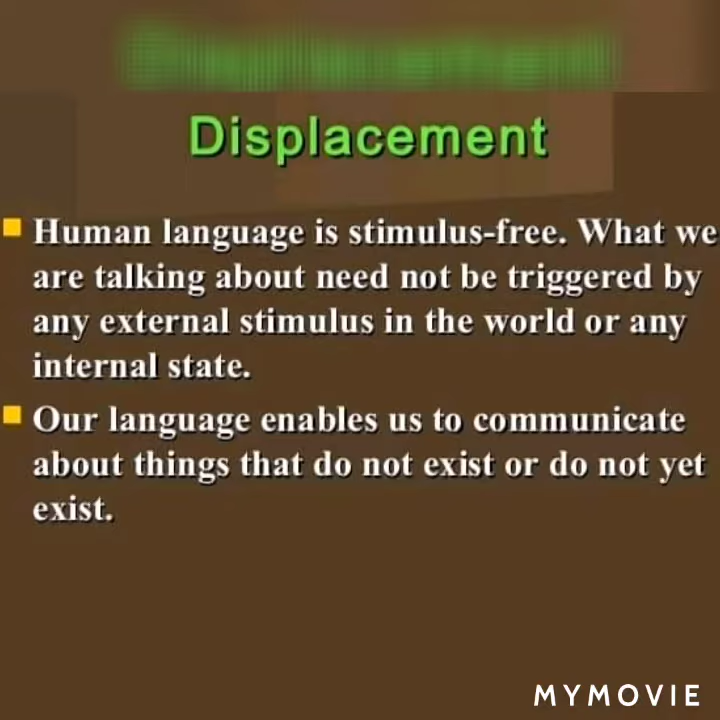 Displacement
Human language is stimulus-free. What we
are talking about need not be triggered by
any external stimulus in the world or any
internal state.
Our language enables us to communicate
about things that do not exist or do not yet
exist.
MYMOVIE